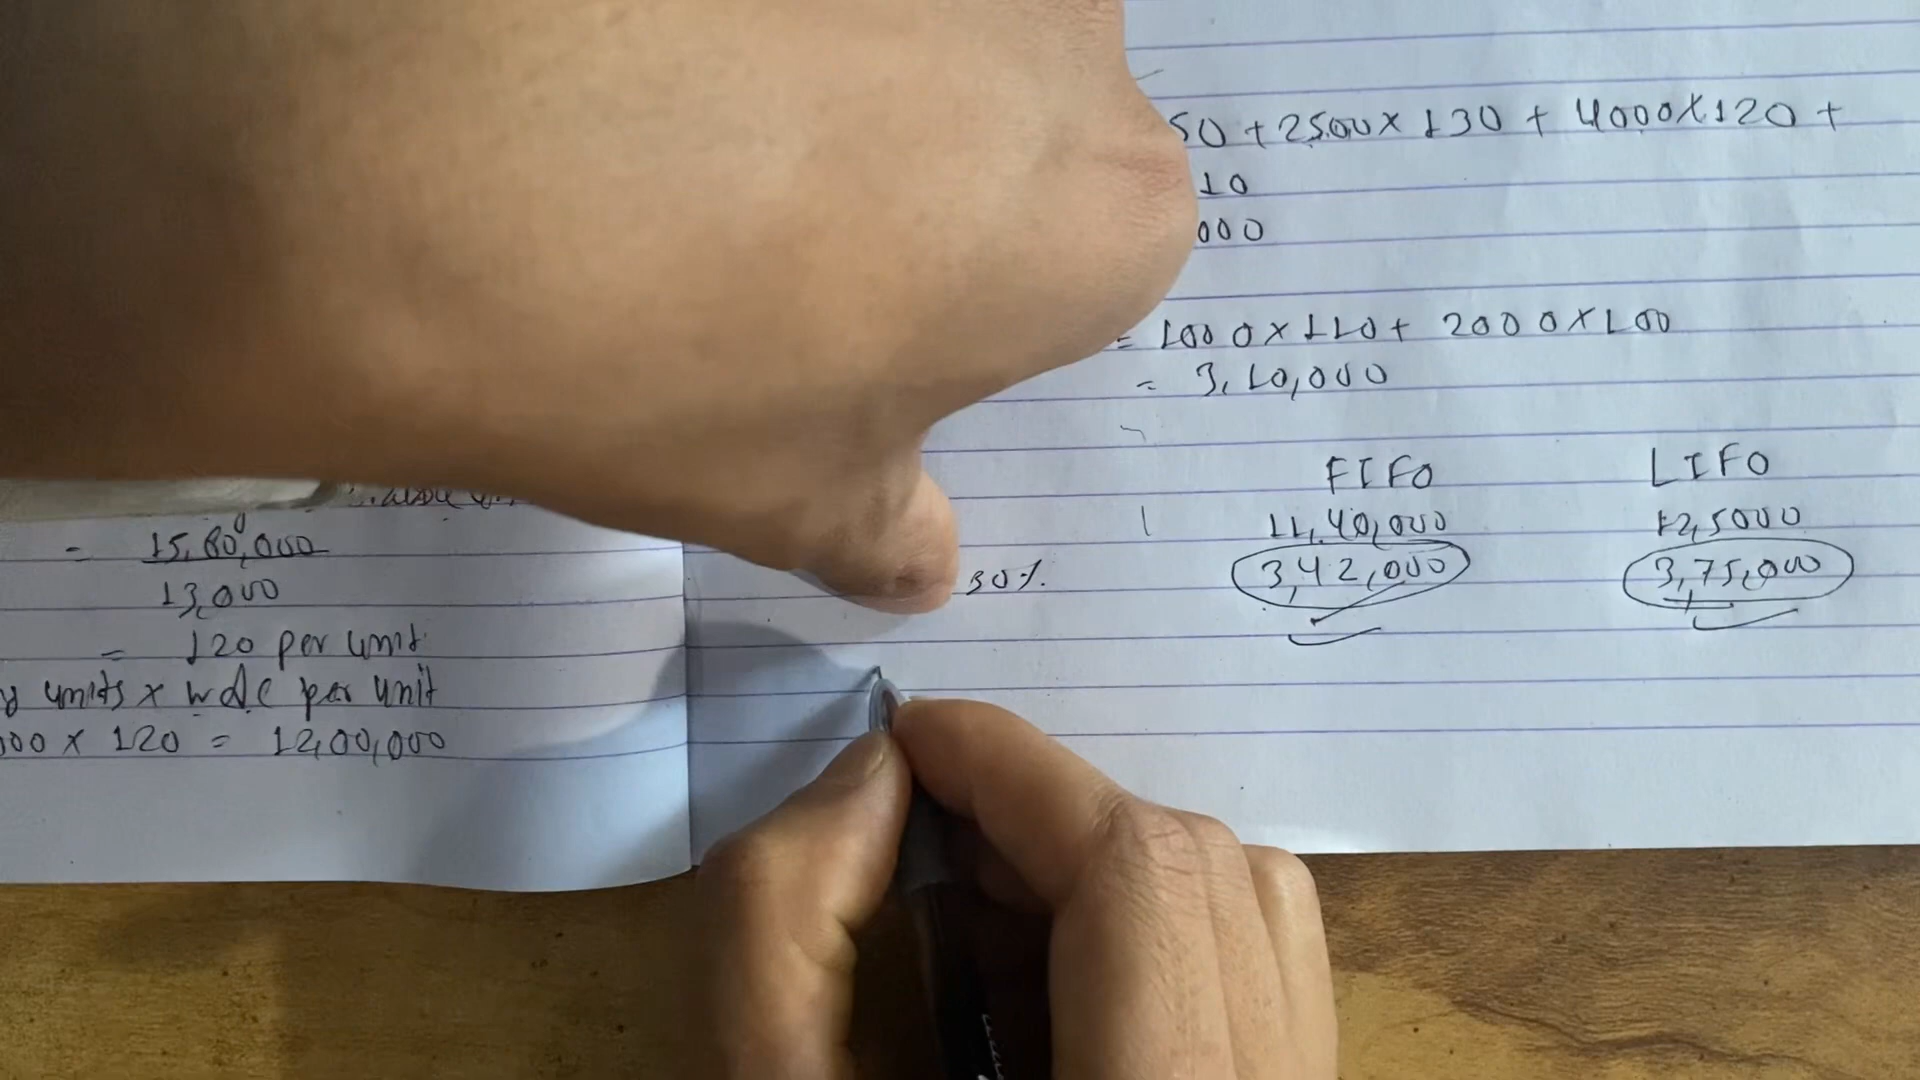 = 15,60,000
13,000
= 120 per unit
units x wac per unit
000 x 120 = 12,00,000
50 + 2500 x 130 + 4000 x 120 +
10
000
= 1000 x 110 + 2000 x 100
= 3,10,000
FIFO LIFO
11,40,000 12,5000
30%. 3,42,000 3,75,000